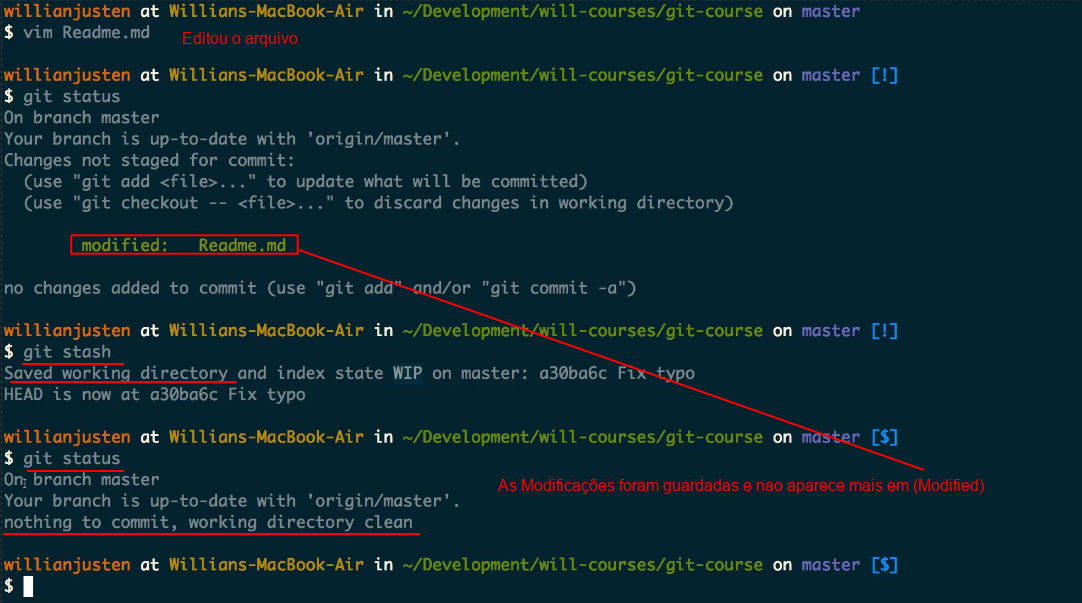 willianjusten at Willians-MacBook-Air in ~/Development/will-courses/git-course on master
$ vim Readme.md Editou o arquivo
willianjusten at Willians-MacBook-Air in ~/Development/will-courses/git-course on master [!]
$ git status
On branch master
Your branch is up-to-date with 'origin/master'.
Changes not staged for commit:
(use "git add <file>..." to update what will be committed)
(use "git checkout -- <file>..." to discard changes in working directory)
modified: Readme.md
no changes added to commit (use "git add" and/or "git commit -a")
willianjusten at Willians-MacBook-Air in ~/Development/will-courses/git-course on master [!]
$ git stash
Saved working directory and index state WIP on master: a30ba6c Fix typo
HEAD is now at a30ba6c Fix typo
willianjusten at Willians-MacBook-Air in ~/Development/will-courses/git-course on master [$]
$ git status
On branch master
As Modificações foram guardadas e nao aparece mais em (Modified)
Your branch is up-to-date with 'origin/master'.
nothing to commit, working directory clean
willianjusten at Willians-MacBook-Air in ~/Development/will-courses/git-course on master [$]
$